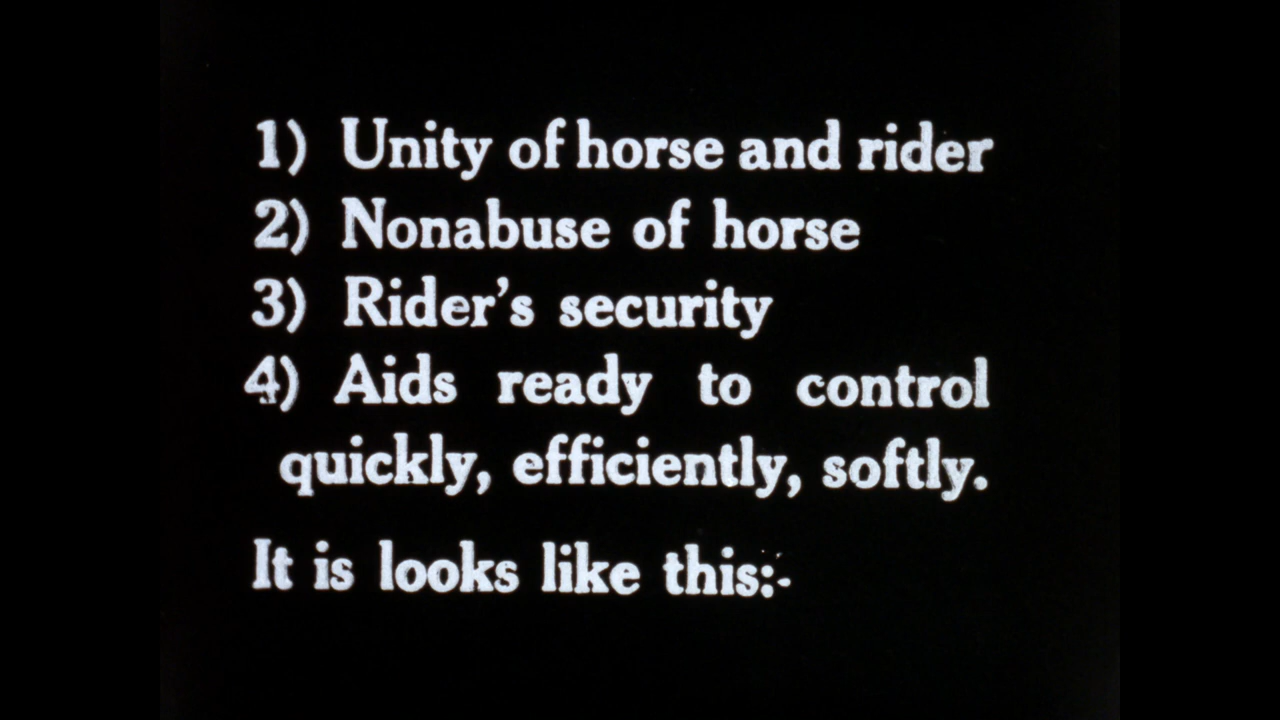 1) Unity of horse and rider
2) Nonabuse of horse
3) Rider's security
4) Aids ready to control
quickly, efficiently, softly.
It is looks like this:-